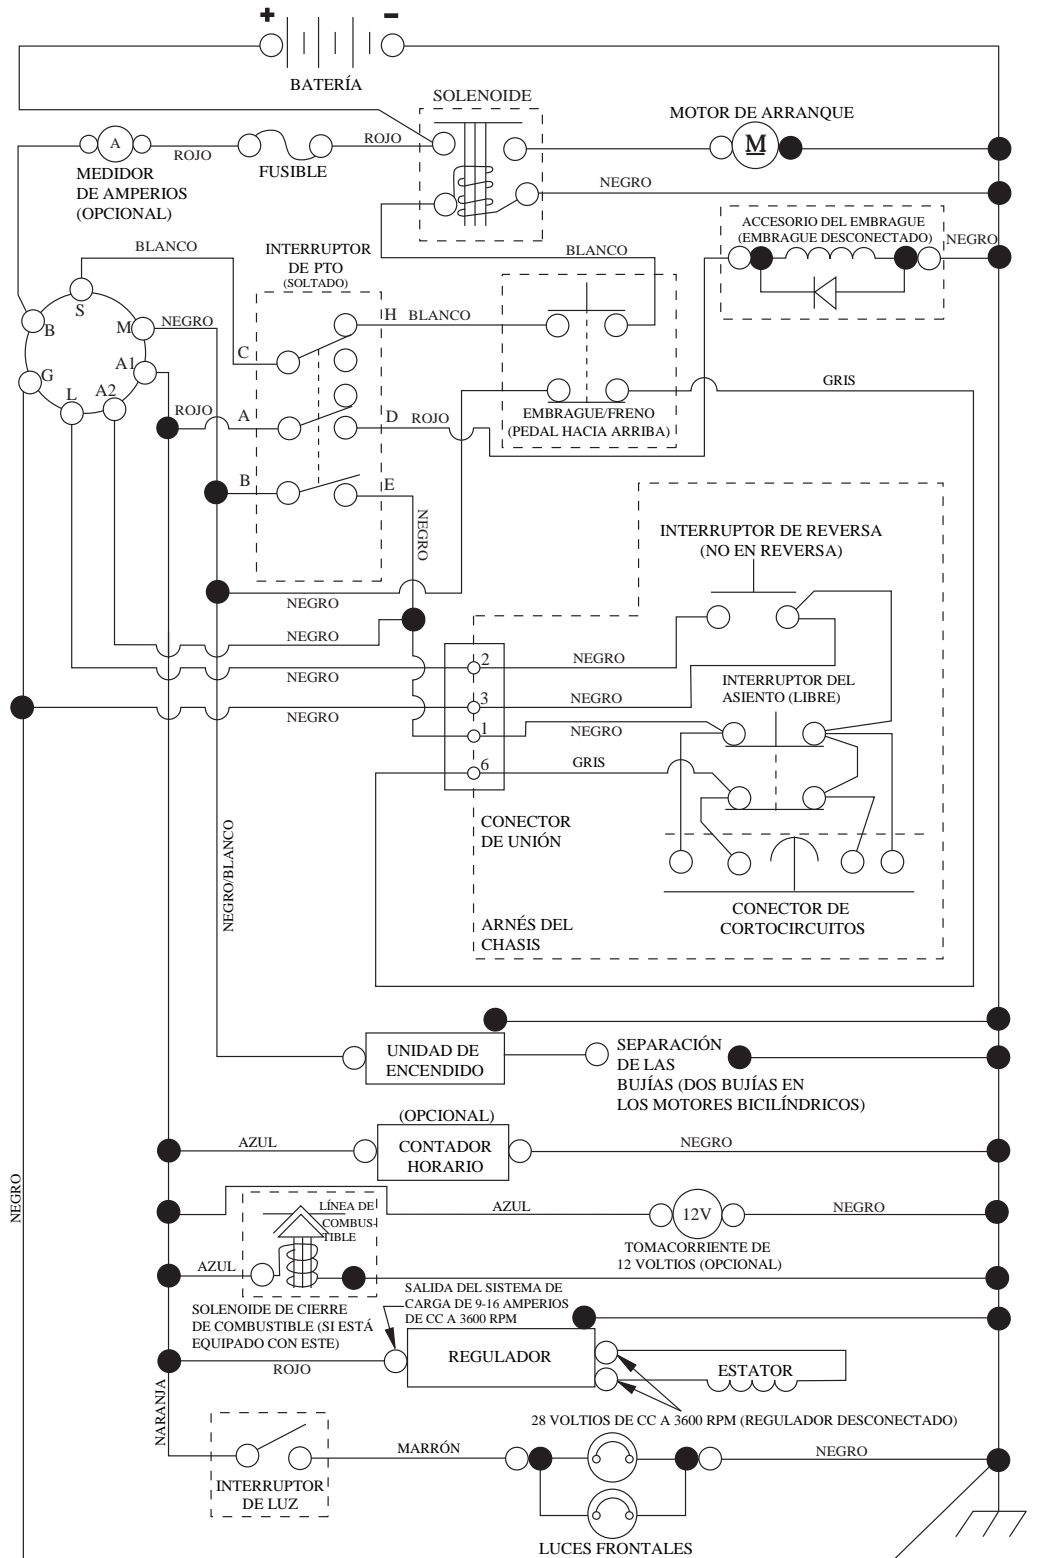 + −
BATERÍA
SOLENOIDE
MOTOR DE ARRANQUE
A
ROJO
FUSIBLE
ROJO
M
MEDIDOR
DE AMPERIOS
(OPCIONAL)
NEGRO
ACCESORIO DEL EMBRAGUE
(EMBRAGUE DESCONECTADO)
NEGRO
BLANCO
INTERRUPTOR
DE PTO
(SOLTADO)
BLANCO
S
B
M
NEGRO
H
BLANCO
C
A1
G
L
A2
GRIS
ROJO
A
D
ROJO
EMBRAGUE/FRENO
(PEDAL HACIA ARRIBA)
B
E
NEGRO
INTERRUPTOR DE REVERSA
(NO EN REVERSA)
NEGRO
NEGRO
2
NEGRO
NEGRO
INTERRUPTOR DEL
ASIENTO (LIBRE)
3
NEGRO
NEGRO
1
NEGRO
6
GRIS
CONECTOR
DE UNIÓN
NEGRO/BLANCO
CONECTOR DE
CORTOCIRCUITOS
ARNÉS DEL
CHASIS
UNIDAD DE
ENCENDIDO
SEPARACIÓN
DE LAS
BUJÍAS (DOS BUJÍAS EN
LOS MOTORES BICILÍNDRICOS)
(OPCIONAL)
AZUL
CONTADOR
HORARIO
NEGRO
NEGRO
LÍNEA DE
COMBUS-
TIBLE
AZUL
12V
NEGRO
TOMACORRIENTE DE
12 VOLTIOS (OPCIONAL)
AZUL
SOLENOIDE DE CIERRE
DE COMBUSTIBLE (SI ESTÁ
EQUIPADO CON ESTE)
SALIDA DEL SISTEMA DE
CARGA DE 9-16 AMPERIOS
DE CC A 3600 RPM
ROJO
REGULADOR
ESTATOR
28 VOLTIOS DE CC A 3600 RPM (REGULADOR DESCONECTADO)
NARANJA
INTERRUPTOR
DE LUZ
MARRÓN
NEGRO
LUCES FRONTALES